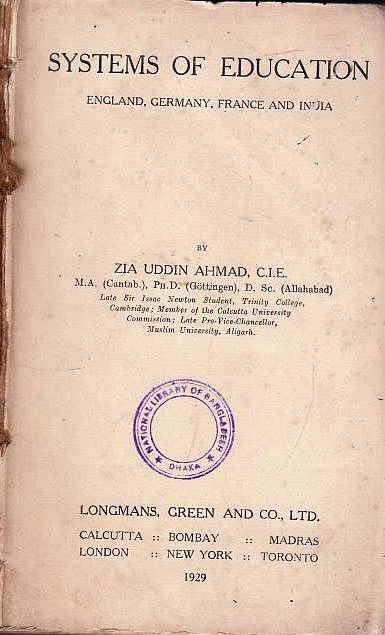 SYSTEMS OF EDUCATION
ENGLAND, GERMANY, FRANCE AND INDIA
BY
ZIA UDDIN AHMAD, C.I.E.
M.A. (Cantab.), PH.D. (Göttingen), D. Sc. (Allahabad)
Late Sir Issac Newton Student, Trinity College,
Cambridge; Member of the Calcutta University
Commission; Late Pro-Vice-Chancellor,
Muslim University, Aligarh.
NATIONAL LIBRARY OF BANGLADESH
DHAKA
LONGMANS, GREEN AND CO., LTD.
CALCUTTA :: BOMBAY :: MADRAS
LONDON :: NEW YORK :: TORONTO
1929